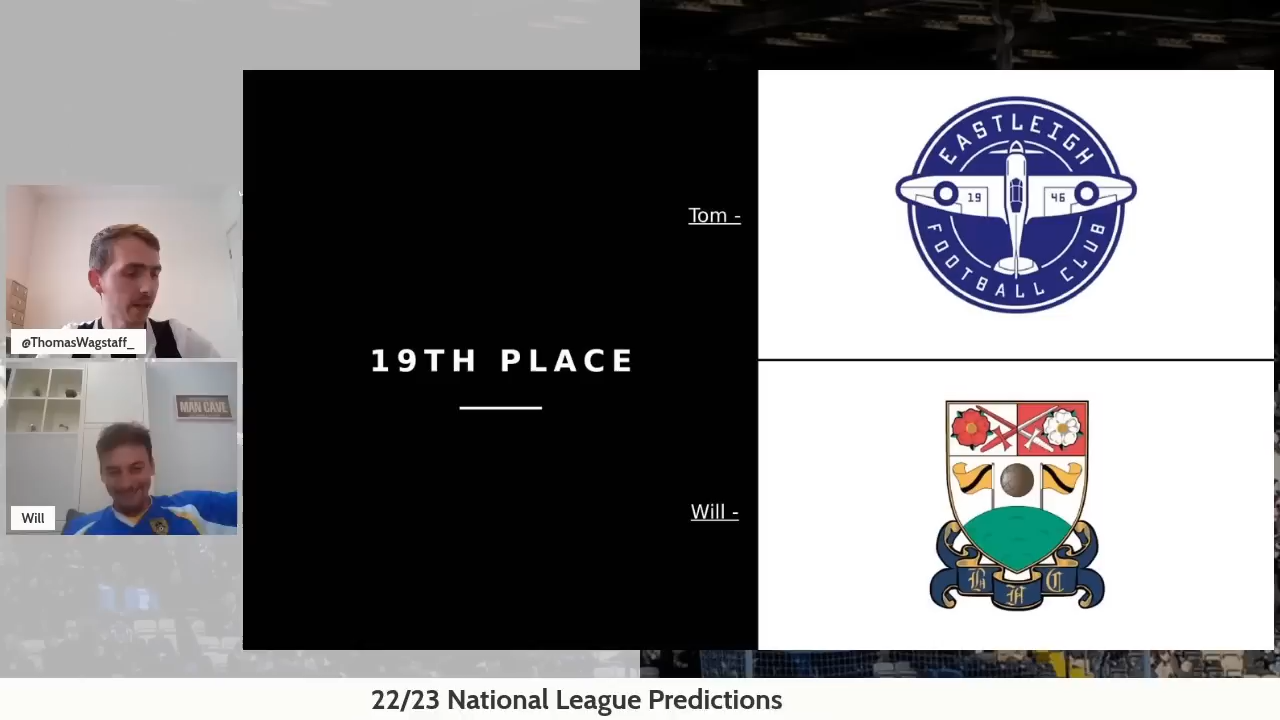 EASTLEIGH
19 46
FOOTBALL CLUB
Tom -
@ThomasWagstaff_
19TH PLACE
MAN CAVE
Will -
Will
B F C
22/23 National League Predictions